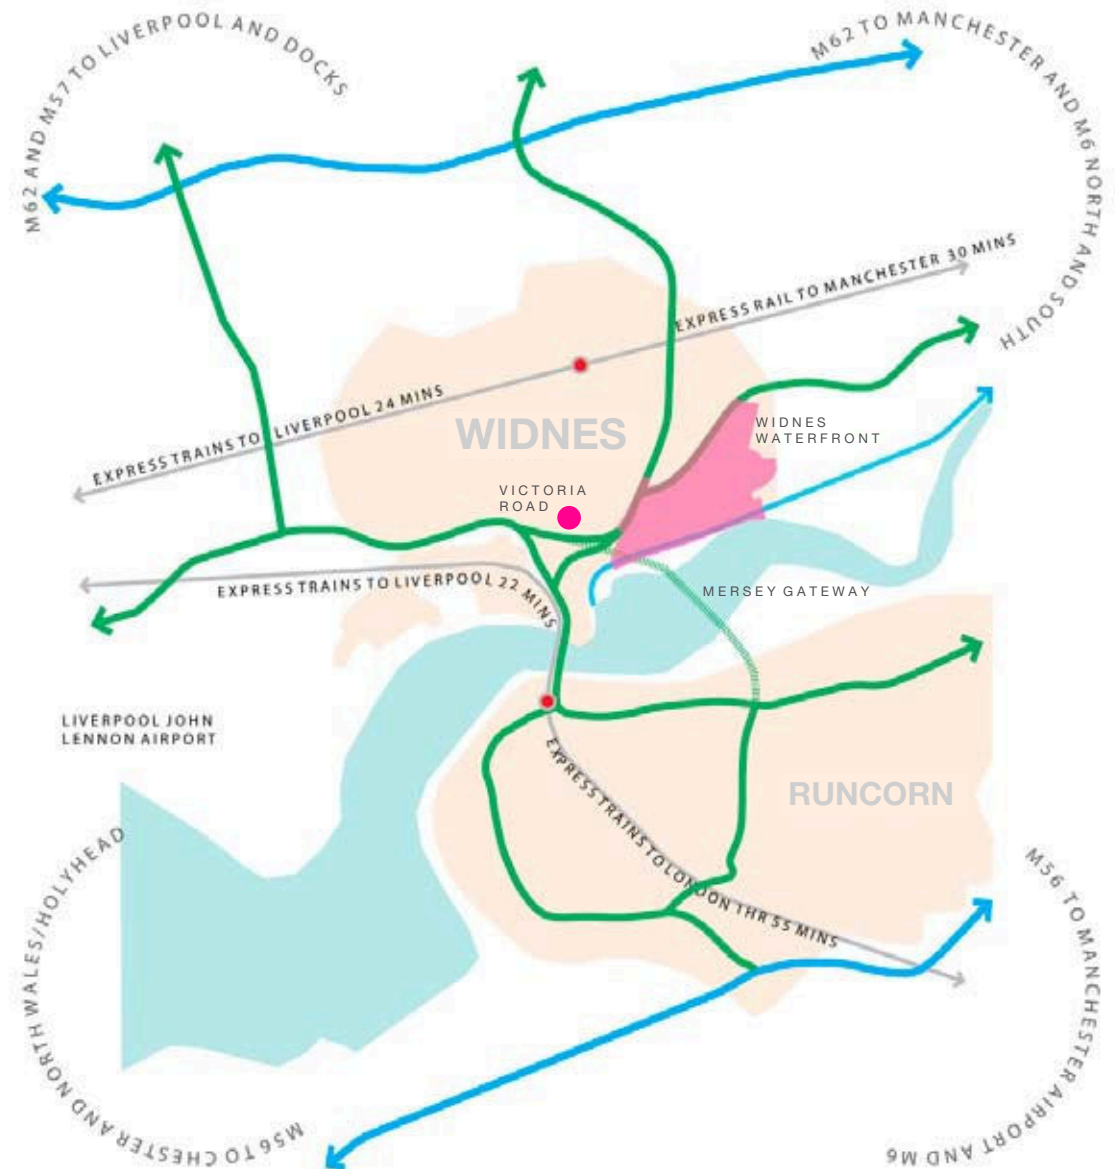 M62 AND M57 TO LIVERPOOL AND DOCKS
M62 TO MANCHESTER AND M6 NORTH AND SOUTH
EXPRESS RAIL TO MANCHESTER 30 MINS
EXPRESS TRAINS TO LIVERPOOL 24 MINS
WIDNES
WIDNES
WATERFRONT
VICTORIA
ROAD
EXPRESS TRAINS TO LIVERPOOL 22 MINS
MERSEY GATEWAY
LIVERPOOL JOHN
LENNON AIRPORT
EXPRESS TRAINS TO LONDON 1HR 55 MINS
RUNCORN
M56 TO CHESTER AND NORTH WALES/HOLYHEAD
M56 TO MANCHESTER AIRPORT AND M6